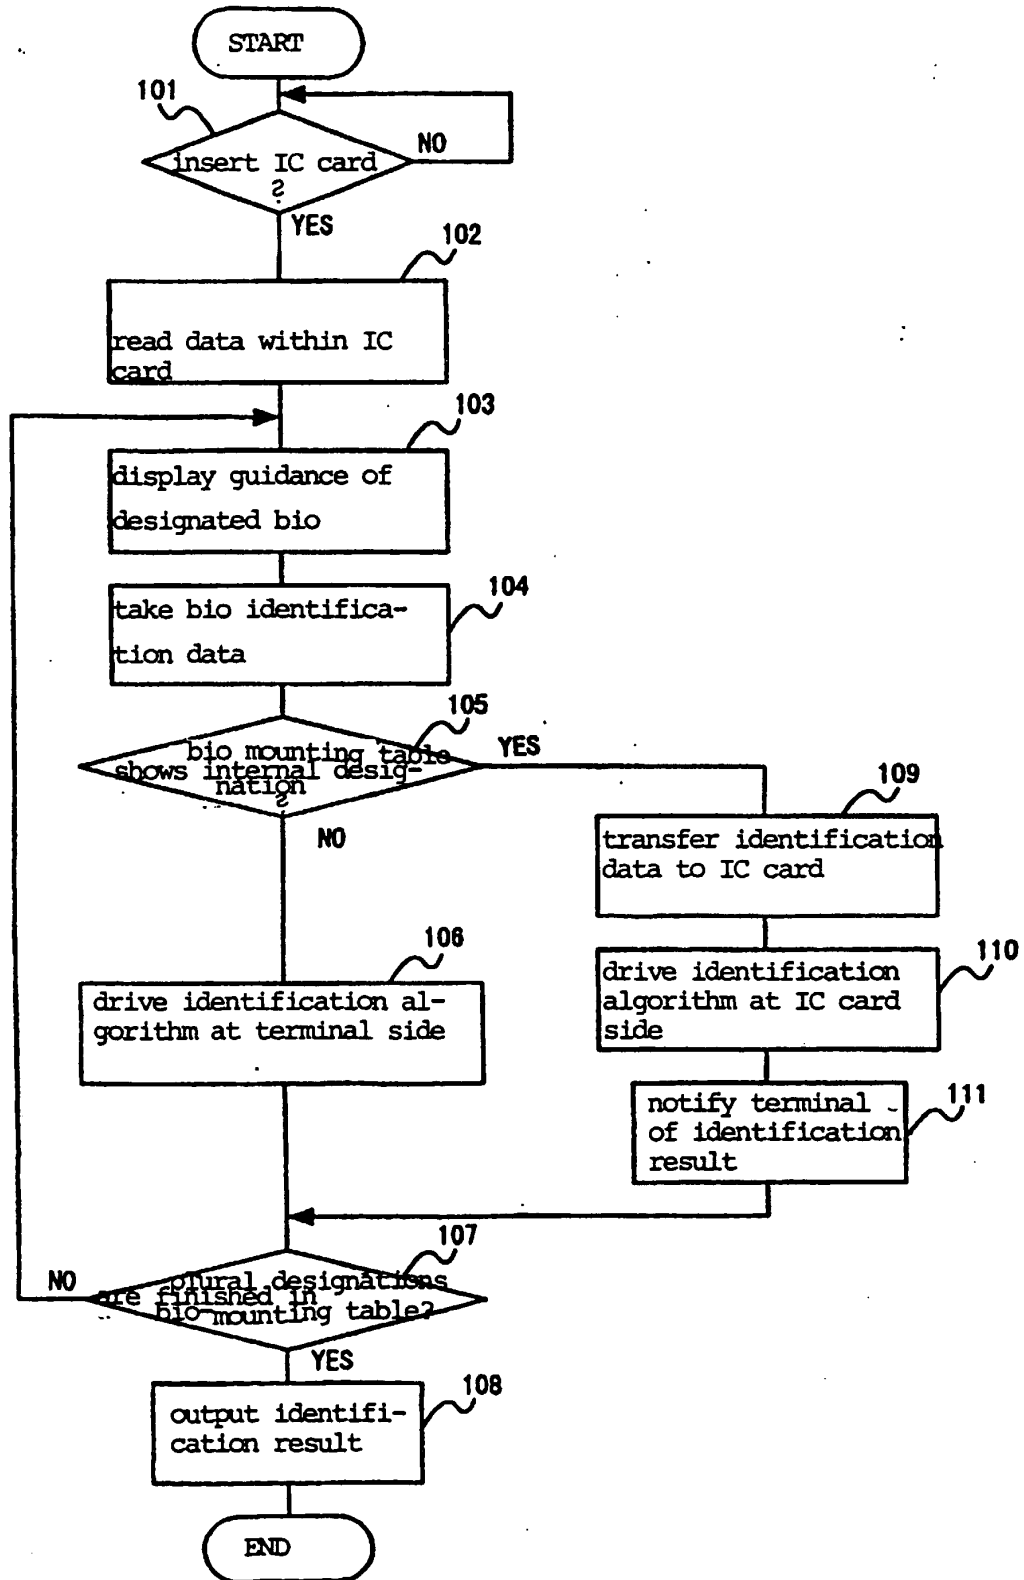 START
101
NO
insert IC card
?
YES
102
read data within IC
card
103
display guidance of
designated bio
104
take bio identifica-
tion data
105
bio mounting table
shows internal desig-
nation
?
YES
NO
109
transfer identification
data to IC card
106
drive identification al-
gorithm at terminal side
110
drive identification
algorithm at IC card
side
111
notify terminal
of identification
result
107
NO
plural designations
are finished in
bio-mounting table?
YES
108
output identifi-
cation result
END